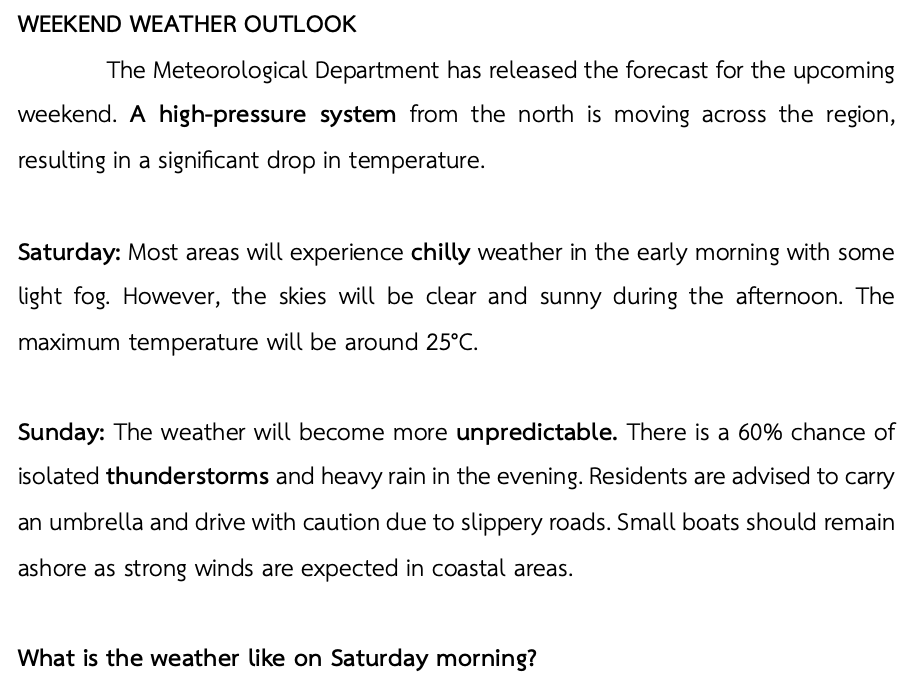 WEEKEND WEATHER OUTLOOK
The Meteorological Department has released the forecast for the upcoming
weekend. A high-pressure system from the north is moving across the region,
resulting in a significant drop in temperature.
Saturday: Most areas will experience chilly weather in the early morning with some
light fog. However, the skies will be clear and sunny during the afternoon. The
maximum temperature will be around 25°C.
Sunday: The weather will become more unpredictable. There is a 60% chance of
isolated thunderstorms and heavy rain in the evening. Residents are advised to carry
an umbrella and drive with caution due to slippery roads. Small boats should remain
ashore as strong winds are expected in coastal areas.
What is the weather like on Saturday morning?